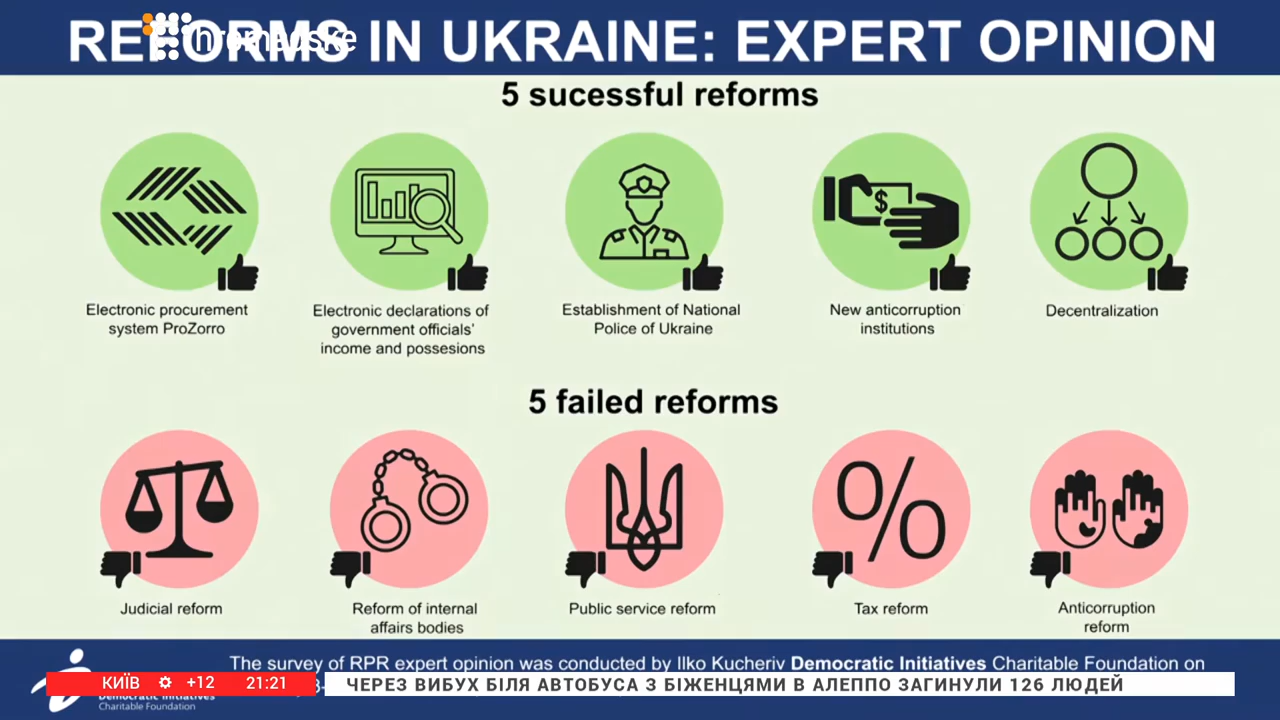 REFORMS IN UKRAINE: EXPERT OPINION
hromadske
5 sucessful reforms
Electronic procurement
system ProZorro
Electronic declarations of
government officials'
income and possesions
Establishment of National
Police of Ukraine
$
New anticorruption
institutions
Decentralization
5 failed reforms
Judicial reform
Reform of internal
affairs bodies
Public service reform
%
Tax reform
Anticorruption
reform
The survey of RPR expert opinion was conducted by Ilko Kucheriv Democratic Initiatives Charitable Foundation on
КИЇВ +12 21:21
ЧЕРЕЗ ВИБУХ БІЛЯ АВТОБУСА З БІЖЕНЦЯМИ В АЛЕППО ЗАГИНУЛИ 126 ЛЮДЕЙ
Democratic Initiatives
Charitable Foundation